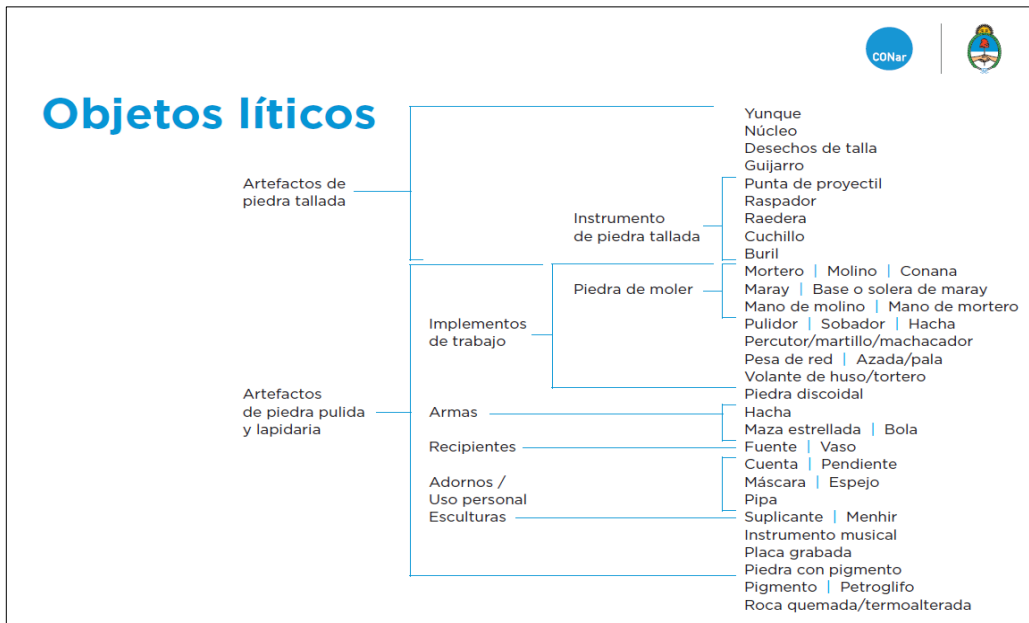 CONar
Objetos líticos
Artefactos de
piedra tallada
Yunque
Núcleo
Desechos de talla
Guijarro
Instrumento
de piedra tallada
Punta de proyectil
Raspador
Raedera
Cuchillo
Buril
Artefactos
de piedra pulida
y lapidaria
Implementos
de trabajo
Piedra de moler
Mortero | Molino | Conana
Maray | Base o solera de maray
Mano de molino | Mano de mortero
Pulidor | Sobador | Hacha
Percutor/martillo/machacador
Pesa de red | Azada/pala
Volante de huso/tortero
Piedra discoidal
Armas
Hacha
Maza estrellada | Bola
Recipientes
Fuente | Vaso
Adornos /
Uso personal
Cuenta | Pendiente
Máscara | Espejo
Pipa
Esculturas
Suplicante | Menhir
Instrumento musical
Placa grabada
Piedra con pigmento
Pigmento | Petroglifo
Roca quemada/termoalterada